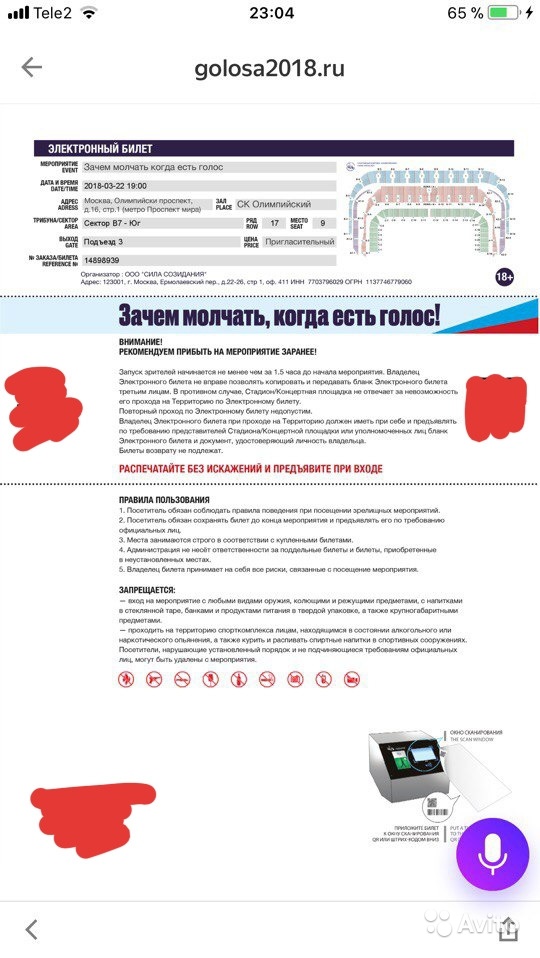 Tele2 23:04 65 %
golosa2018.ru
ЭЛЕКТРОННЫЙ БИЛЕТ
МЕРОПРИЯТИЕ
EVENT
Зачем молчать когда есть голос
ДАТА И ВРЕМЯ
DATE/TIME
2018-03-22 19:00
АДРЕС
ADRESS
Москва, Олимпийски проспект,
д.16, стр.1 (метро Проспект мира)
ЗАЛ
PLACE
СК Олимпийский
ТРИБУНА/СЕКТОР
AREA
Сектор В7 - Юг
РЯД
ROW
17
МЕСТО
SEAT
9
ВЫХОД
GATE
Подъезд 3
ЦЕНА
PRICE
Пригласительный
№ ЗАКАЗА/БИЛЕТА
REFERENCE №
14898939
Организатор : ООО "СИЛА СОЗИДАНИЯ"
Адрес: 123001, г. Москва, Ермолаевский пер., д.22-26, стр 1, оф. 411 ИНН 7703796029 ОГРН 1137746779060
18+
Зачем молчать, когда есть голос!
ВНИМАНИЕ!
РЕКОМЕНДУЕМ ПРИБЫТЬ НА МЕРОПРИЯТИЕ ЗАРАНЕЕ!
Запуск зрителей начинается не менее чем за 1.5 часа до начала мероприятия. Владелец
Электронного билета не вправе позволять копировать и передавать бланк Электронного билета
третьим лицам. В противном случае, Стадион/Концертная площадка не отвечает за невозможность
его прохода на Территорию по Электронному билету.
Повторный проход по Электронному билету недопустим.
Владелец Электронного билета при проходе на Территорию должен иметь при себе и предъявлять
по требованию представителей Стадиона/Концертной площадки или уполномоченных лиц бланк
Электронного билета и документ, удостоверяющий личность владельца.
Билеты возврату не подлежат.
РАСПЕЧАТАЙТЕ БЕЗ ИСКАЖЕНИЙ И ПРЕДЪЯВИТЕ ПРИ ВХОДЕ
ПРАВИЛА ПОЛЬЗОВАНИЯ
1. Посетитель обязан соблюдать правила поведения при посещении зрелищных мероприятий.
2. Посетитель обязан сохранять билет до конца мероприятия и предъявлять его по требованию
официальных лиц.
3. Места занимаются строго в соответствии с купленными билетами.
4. Администрация не несёт ответственности за поддельные билеты и билеты, приобретенные
в неустановленных местах.
5. Владелец билета принимает на себя все риски, связанные с посещение мероприятия.
ЗАПРЕЩАЕТСЯ:
— вход на мероприятие с любыми видами оружия, колющими и режущими предметами, с напитками
в стеклянной таре, банками и продуктами питания в твердой упаковке, а также крупногабаритными
предметами.
— проходить на территорию спорткомплекса лицам, находящимся в состоянии алкогольного или
наркотического опьянения, а также курить и распивать спиртные напитки в спортивных сооружениях.
Посетители, нарушающие установленный порядок и не подчиняющиеся требованиям официальных
лиц, могут быть удалены с мероприятия.
ОКНО СКАНИРОВАНИЯ
THE SCAN WINDOW
ПРИЛОЖИТЕ БИЛЕТ
К ОКНУ СКАНИРОВАНИЯ
QR ИЛИ ШТРИХ-КОДОМ ВНИЗ
PUT A T
TO TH
QR
Avito